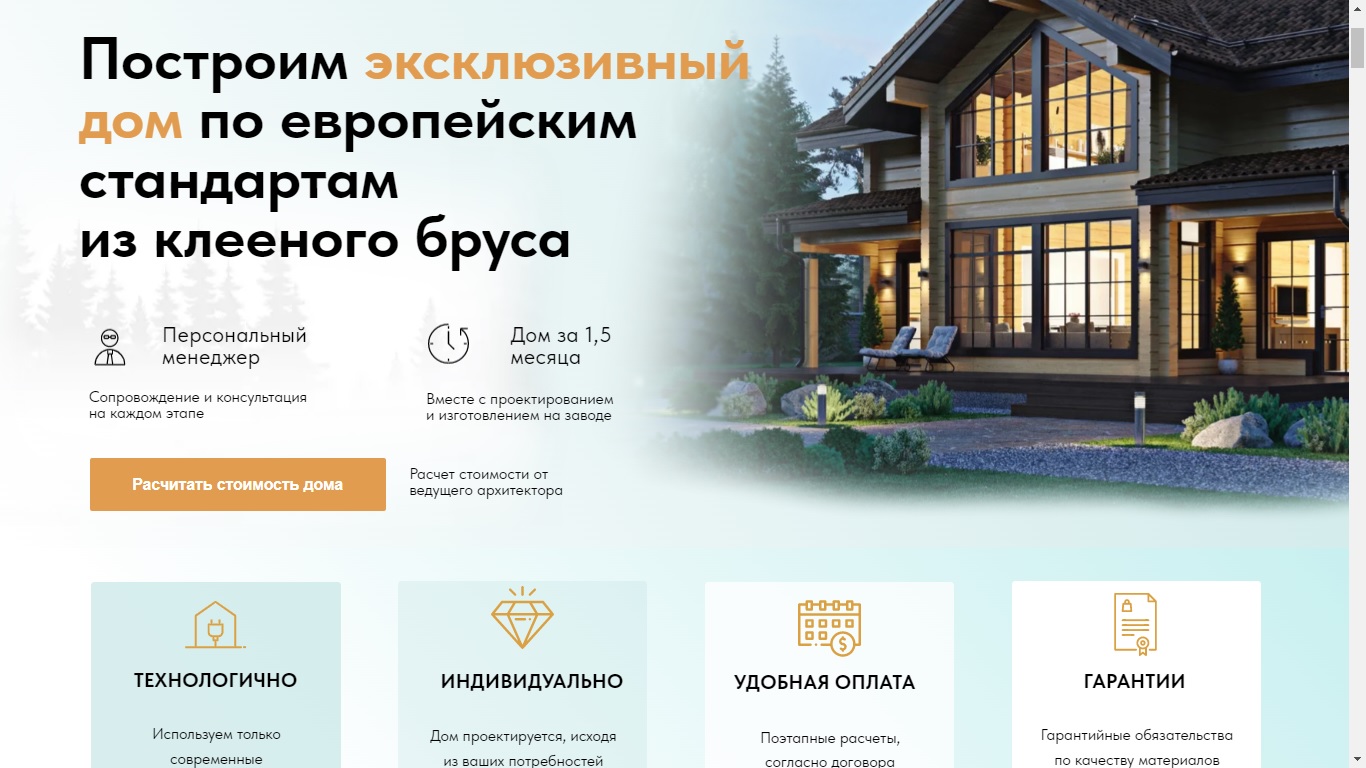 Построим эксклюзивный
дом по европейским
стандартам
из клееного бруса
Персональный
менеджер
Сопровождение и консультация
на каждом этапе
Дом за 1,5
месяца
Вместе с проектированием
и изготовлением на заводе
Расчитать стоимость дома
Расчет стоимости от
ведущего архитектора
ТЕХНОЛОГИЧНО
Используем только
современные
ИНДИВИДУАЛЬНО
Дом проектируется, исходя
из ваших потребностей
УДОБНАЯ ОПЛАТА
Поэтапные расчеты,
согласно договора
ГАРАНТИИ
Гарантийные обязательства
по качеству материалов